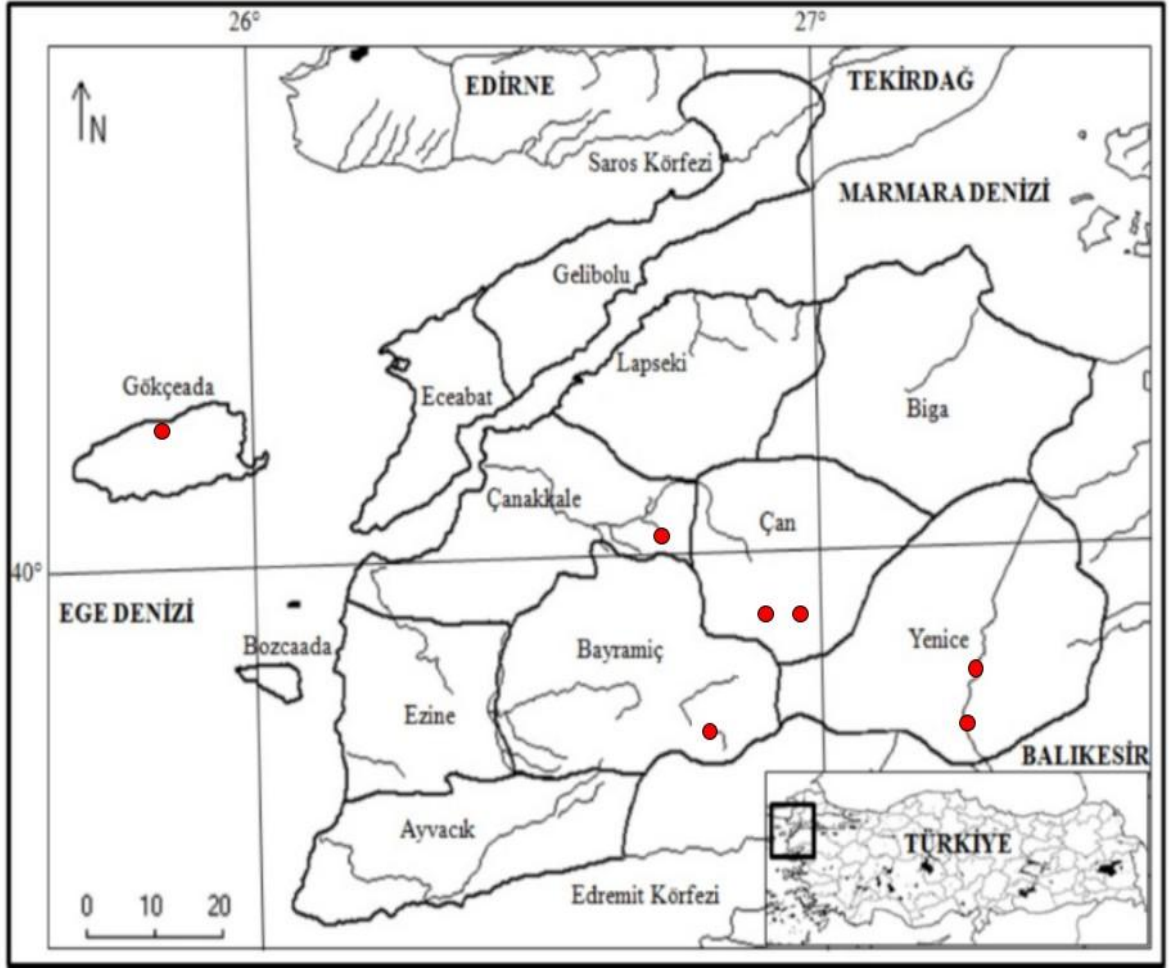 26°
27°
EDİRNE
TEKİRDAĞ
N
Saros Körfezi
MARMARA DENİZİ
Gelibolu
Lapseki
Gökçeada
Eceabat
Biga
Çanakkale
Çan
40°
EGE DENİZİ
Bozcaada
Bayramiç
Yenice
Ezine
BALIKESİR
Ayvacık
TÜRKİYE
Edremit Körfezi
0 10 20